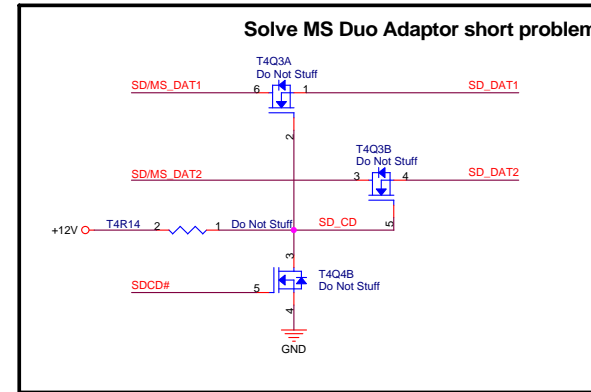 Solve MS Duo Adaptor short problem
T4Q3A
Do Not Stuff
SD/MS_DAT1
6
1
SD_DAT1
2
T4Q3B
Do Not Stuff
SD/MS_DAT2
3
4
SD_DAT2
+12V
T4R14
2
1
Do Not Stuff
SD_CD
5
3
T4Q4B
Do Not Stuff
SDCD#
5
4
GND